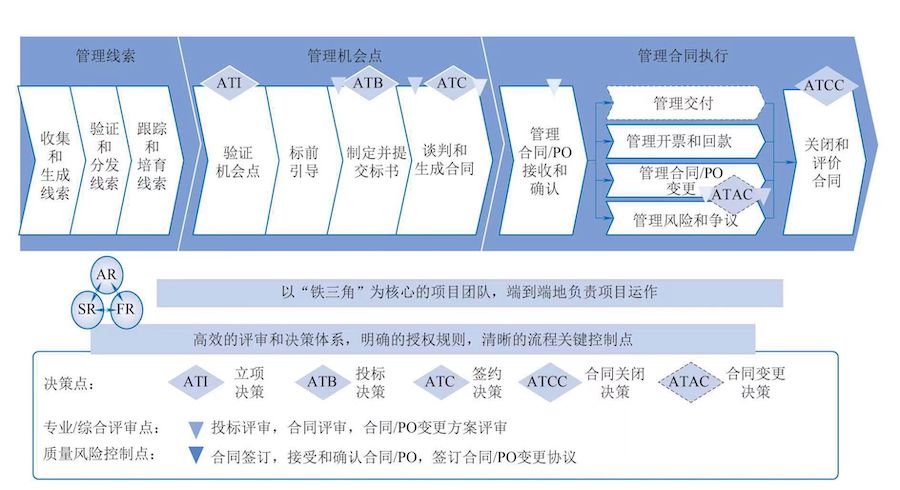 管理线索
管理机会点
管理合同执行
ATI
ATB
ATC
ATCC
收集
和
生成
线索
验证
和
分发
线索
跟踪
和
培育
线索
验证
机会点
标前
引导
制定并提
交标书
谈判和
生成合同
管理
合同/PO
接收和
确认
管理交付
管理开票和回款
管理合同/PO
变更
ATAC
管理风险和争议
关闭和
评价
合同
AR
SR
FR
以“铁三角”为核心的项目团队，端到端地负责项目运作
高效的评审和决策体系，明确的授权规则，清晰的流程关键控制点
决策点：
ATI
立项
决策
ATB
投标
决策
ATC
签约
决策
ATCC
合同关闭
决策
ATAC
合同变更
决策
专业/综合评审点：
投标评审，合同评审，合同/PO变更方案评审
质量风险控制点：
合同签订，接受和确认合同/PO，签订合同/PO变更协议